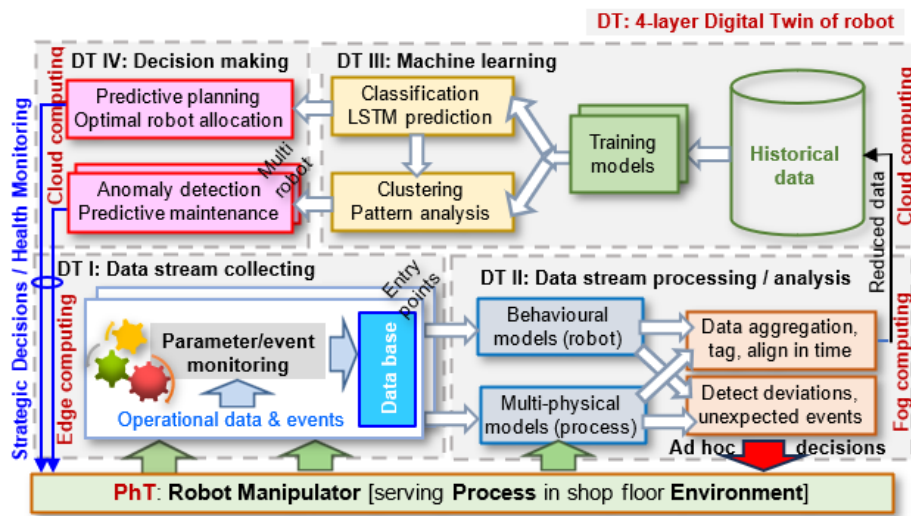 DT: 4-layer Digital Twin of robot
DT IV: Decision making
DT III: Machine learning
Strategic Decisions / Health Monitoring
Cloud computing
Predictive planning
Optimal robot allocation
Multi
robot
Anomaly detection
Predictive maintenance
Classification
LSTM prediction
Clustering
Pattern analysis
Training
models
Historical
data
Cloud computing
Reduced data
DT I: Data stream collecting
Edge computing
Entry
points
Parameter/event
monitoring
Operational data & events
Data base
DT II: Data stream processing / analysis
Behavioural
models (robot)
Multi-physical
models (process)
Data aggregation,
tag, align in time
Detect deviations,
unexpected events
Fog computing
Ad hoc decisions
PhT: Robot Manipulator [serving Process in shop floor Environment]